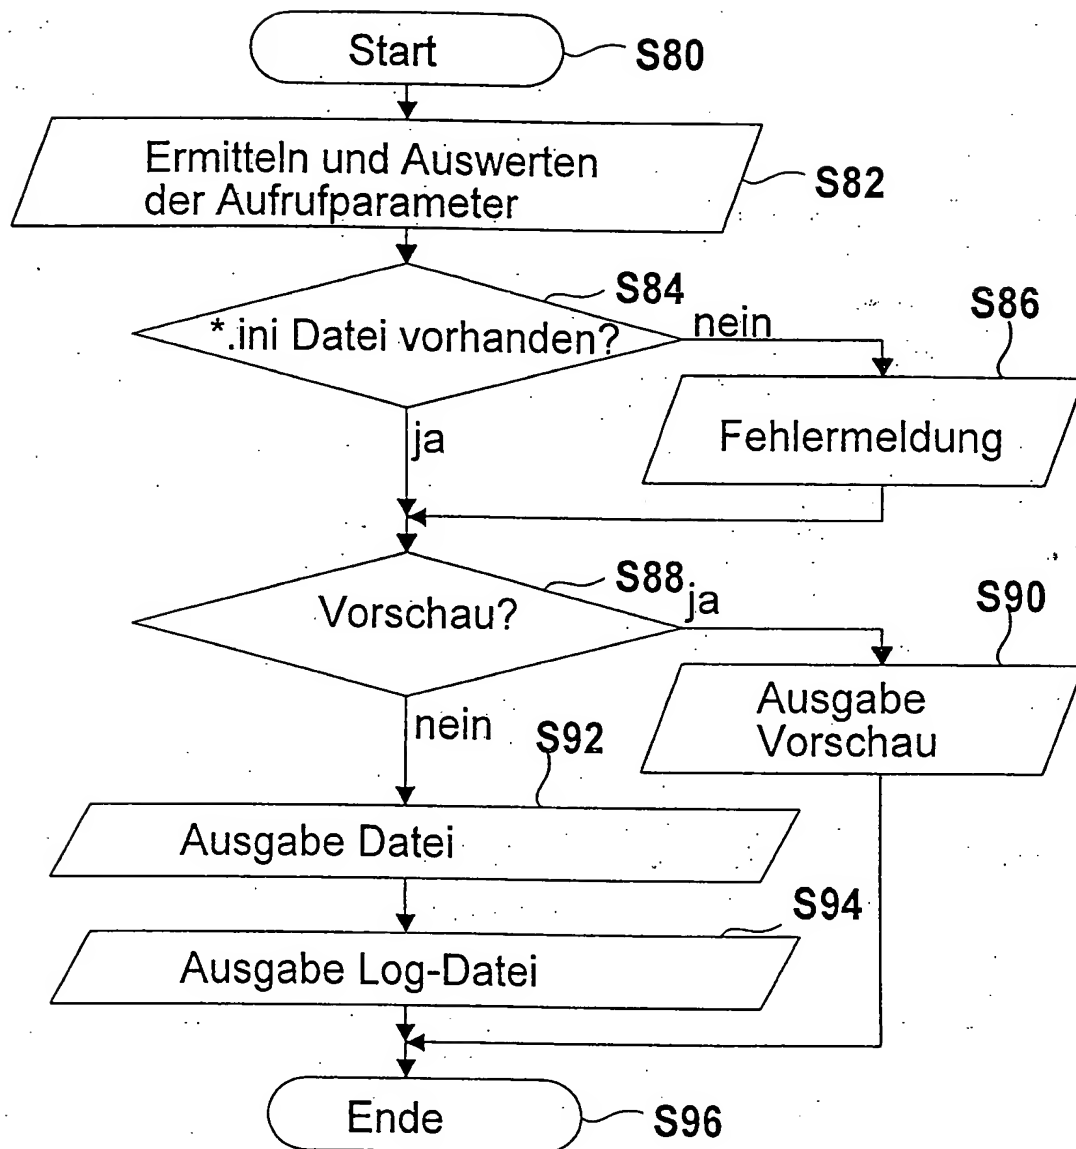 Start
S80
Ermitteln und Auswerten
der Aufrufparameter
S82
S84
*.ini Datei vorhanden?
nein
S86
Fehlermeldung
ja
S88
Vorschau?
ja
S90
Ausgabe
Vorschau
nein
S92
Ausgabe Datei
S94
Ausgabe Log-Datei
Ende
S96